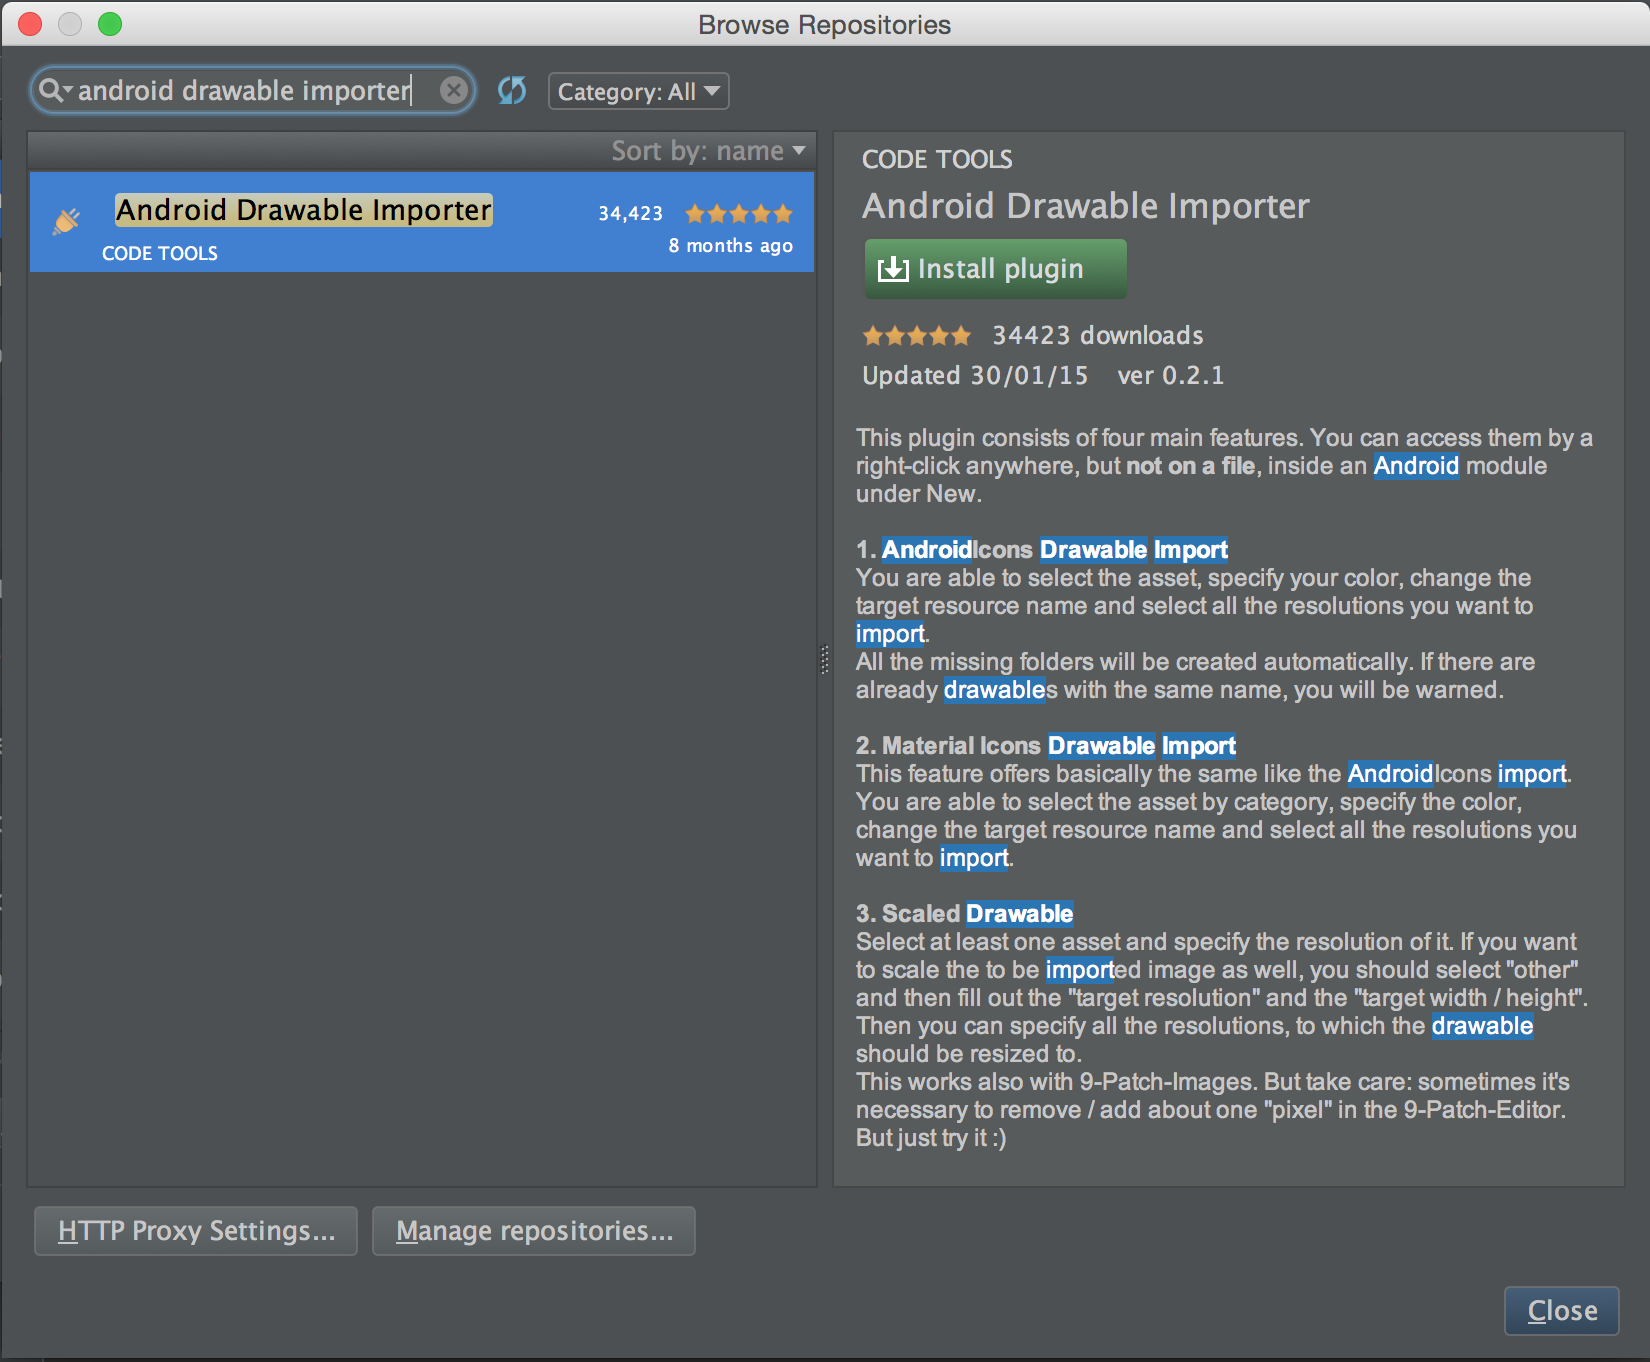 Browse Repositories
android drawable importer
Category: All
Sort by: name
Android Drawable Importer
34,423
8 months ago
CODE TOOLS
CODE TOOLS
Android Drawable Importer
Install plugin
34423 downloads
Updated 30/01/15 ver 0.2.1
This plugin consists of four main features. You can access them by a
right-click anywhere, but not on a file, inside an Android module
under New.
1. AndroidIcons Drawable Import
You are able to select the asset, specify your color, change the
target resource name and select all the resolutions you want to
import.
All the missing folders will be created automatically. If there are
already drawables with the same name, you will be warned.
2. Material Icons Drawable Import
This feature offers basically the same like the AndroidIcons import.
You are able to select the asset by category, specify the color,
change the target resource name and select all the resolutions you
want to import.
3. Scaled Drawable
Select at least one asset and specify the resolution of it. If you want
to scale the to be imported image as well, you should select "other"
and then fill out the "target resolution" and the "target width / height".
Then you can specify all the resolutions, to which the drawable
should be resized to.
This works also with 9-Patch-Images. But take care: sometimes it's
necessary to remove / add about one "pixel" in the 9-Patch-Editor.
But just try it :)
HTTP Proxy Settings...
Manage repositories...
Close